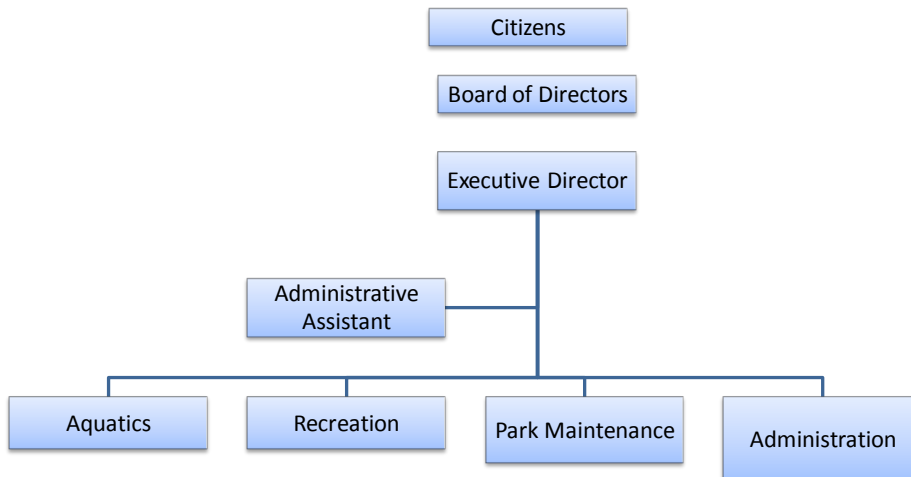 Citizens
Board of Directors
Executive Director
Administrative
Assistant
Aquatics
Recreation
Park Maintenance
Administration